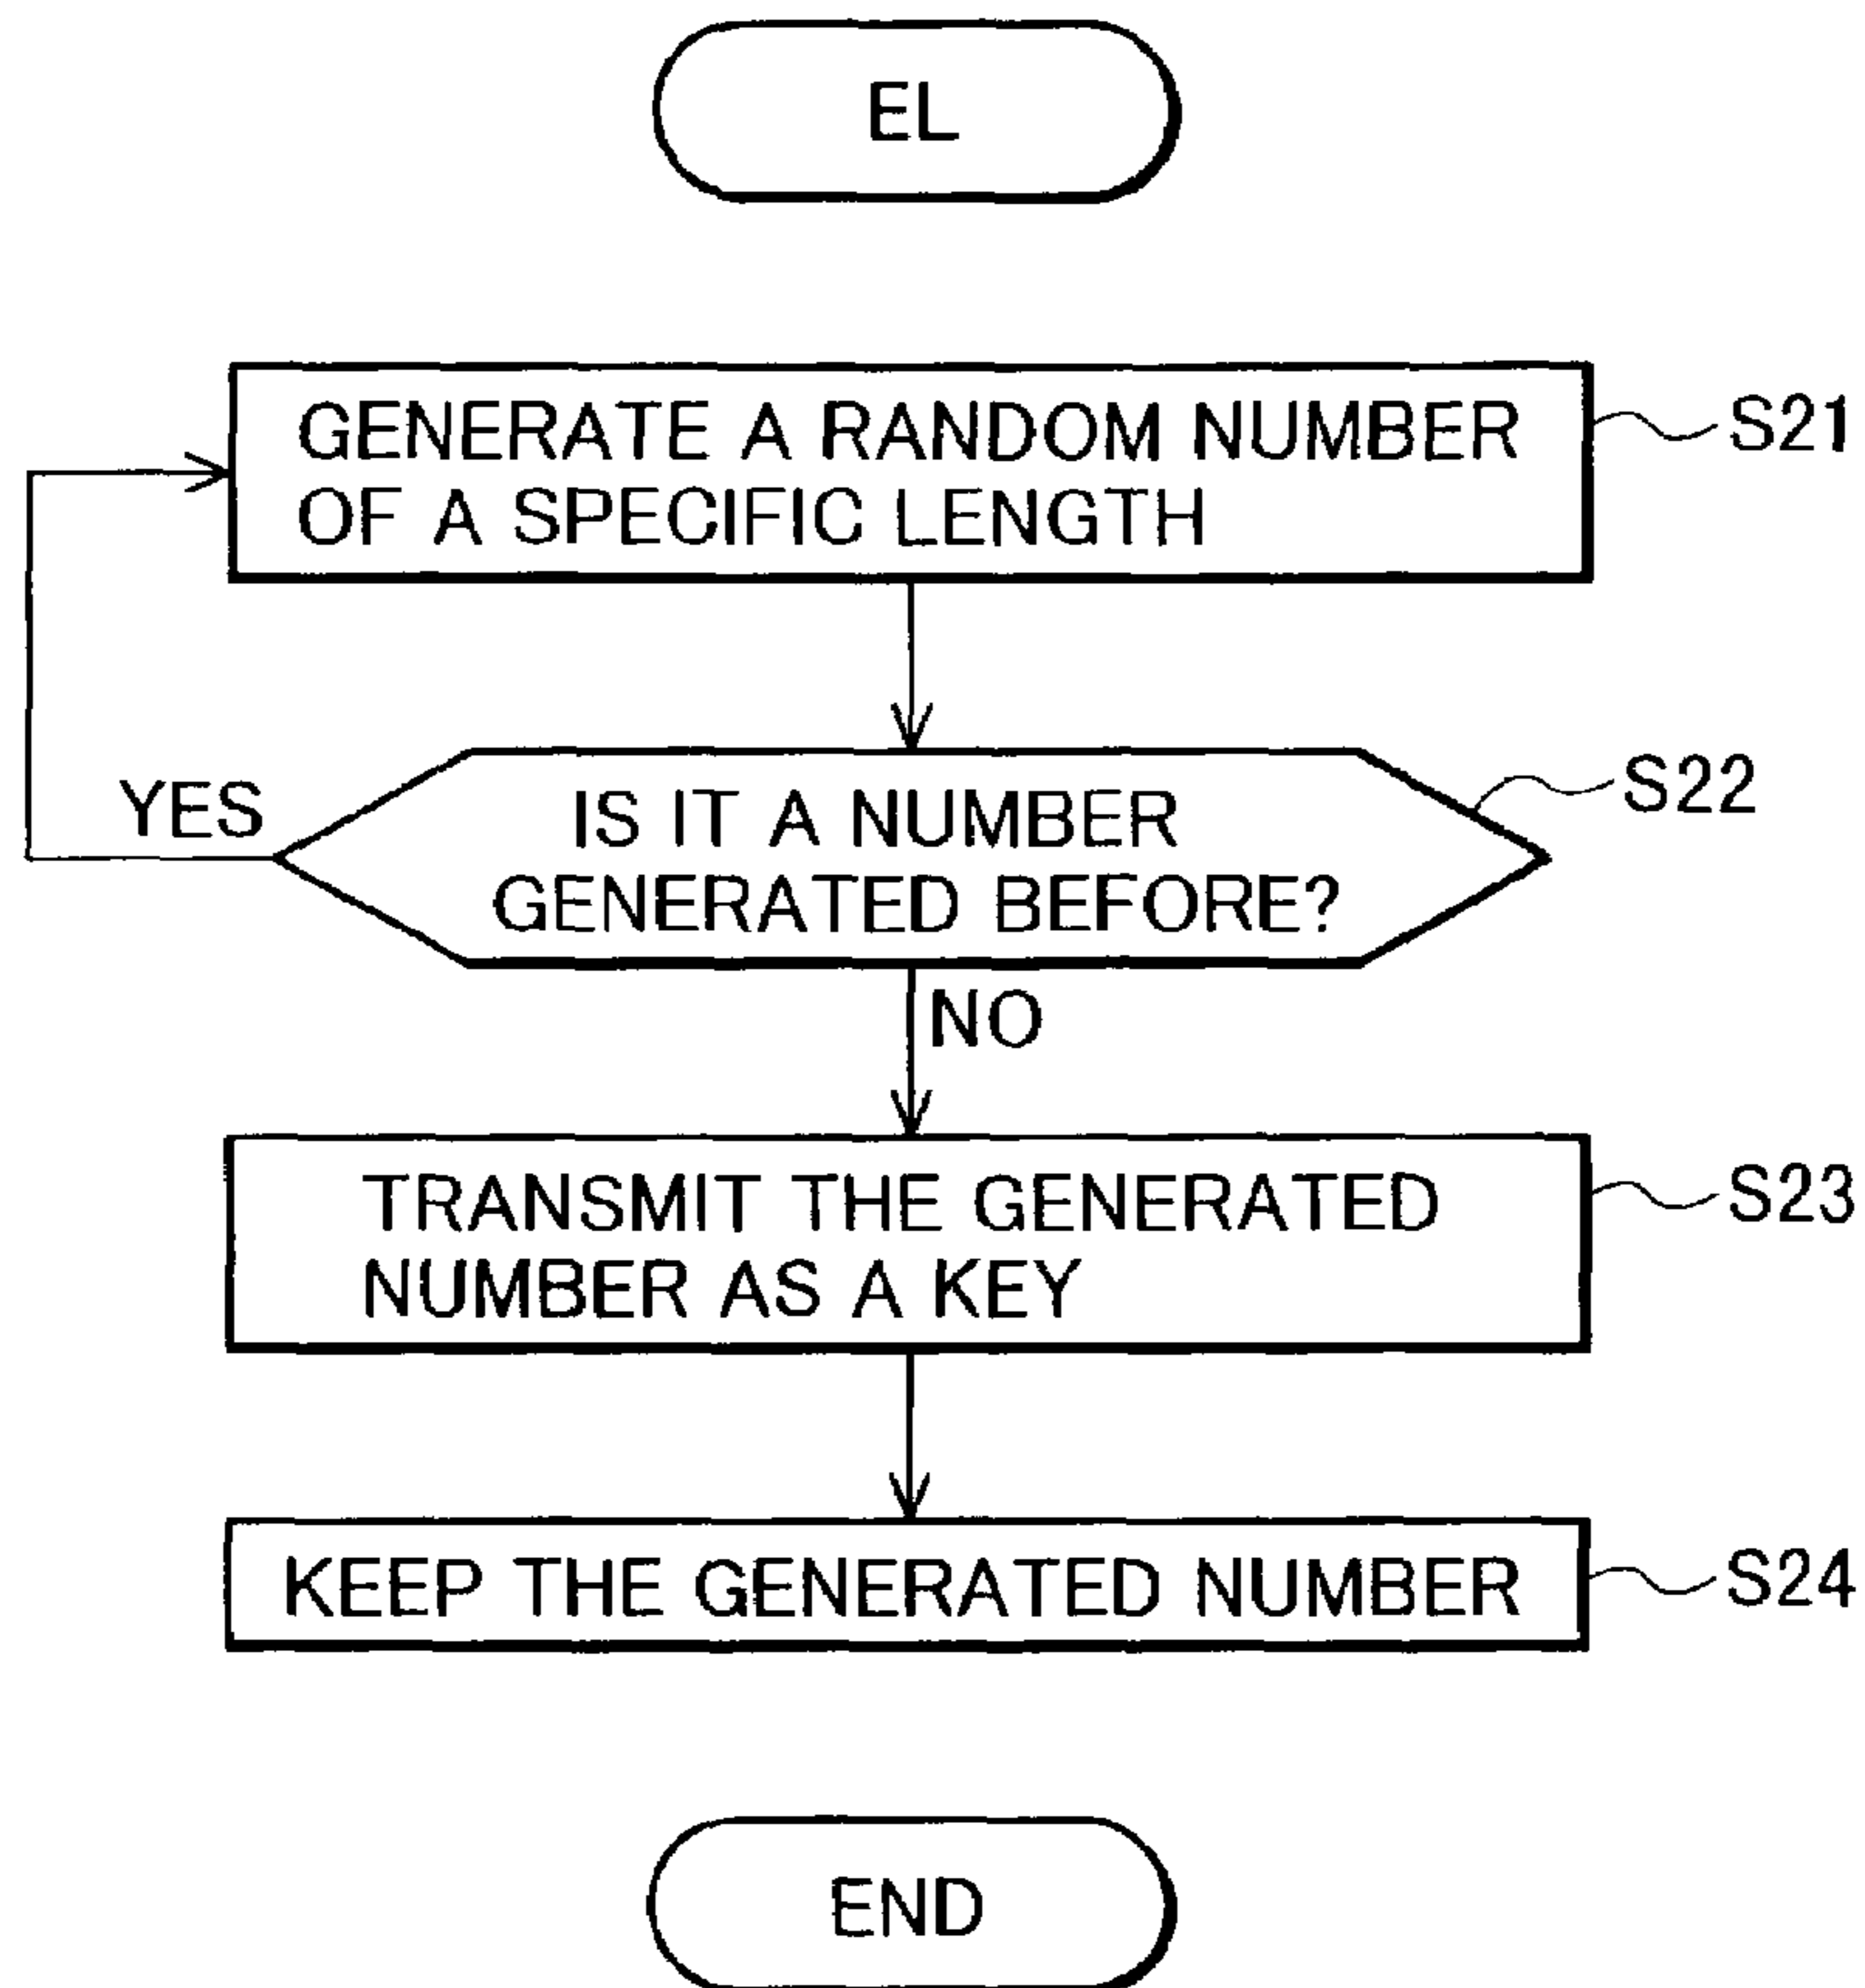 EL
GENERATE A RANDOM NUMBER
OF A SPECIFIC LENGTH
S21
YES
IS IT A NUMBER
GENERATED BEFORE?
S22
NO
TRANSMIT THE GENERATED
NUMBER AS A KEY
S23
KEEP THE GENERATED NUMBER
S24
END